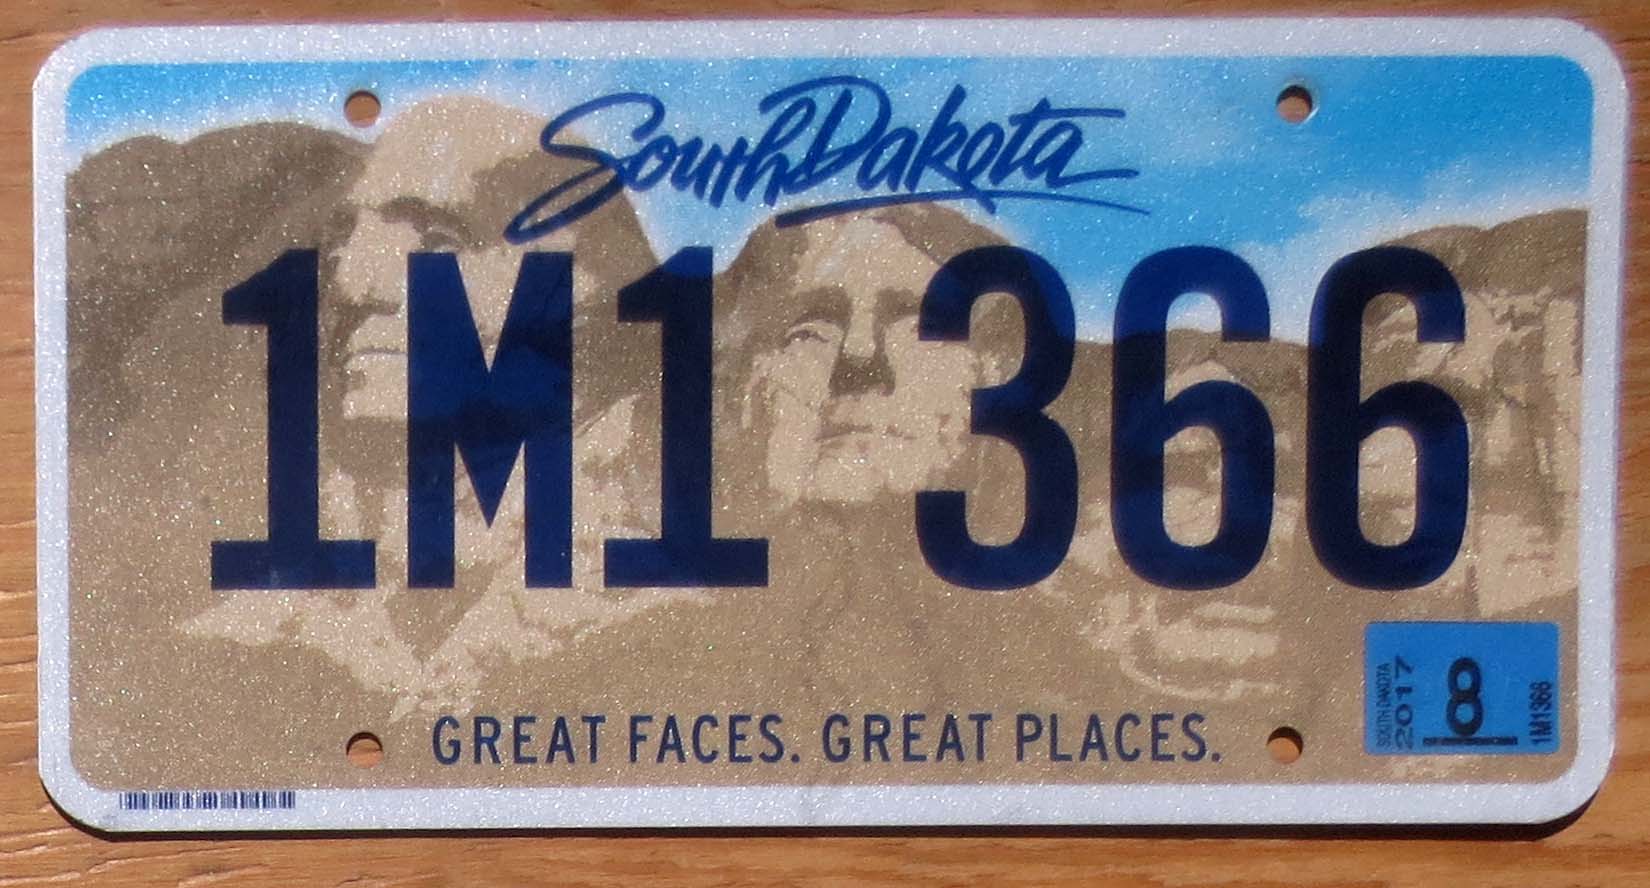 South Dakota
1M1 366
GREAT FACES. GREAT PLACES.
SOUTH DAKOTA
2017
8
1M1366